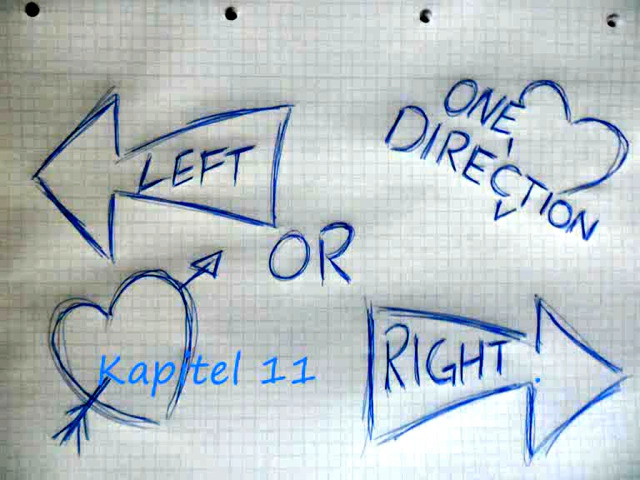 LEFT
OR
RIGHT
ONE
DIRECTION
Kapitel 11